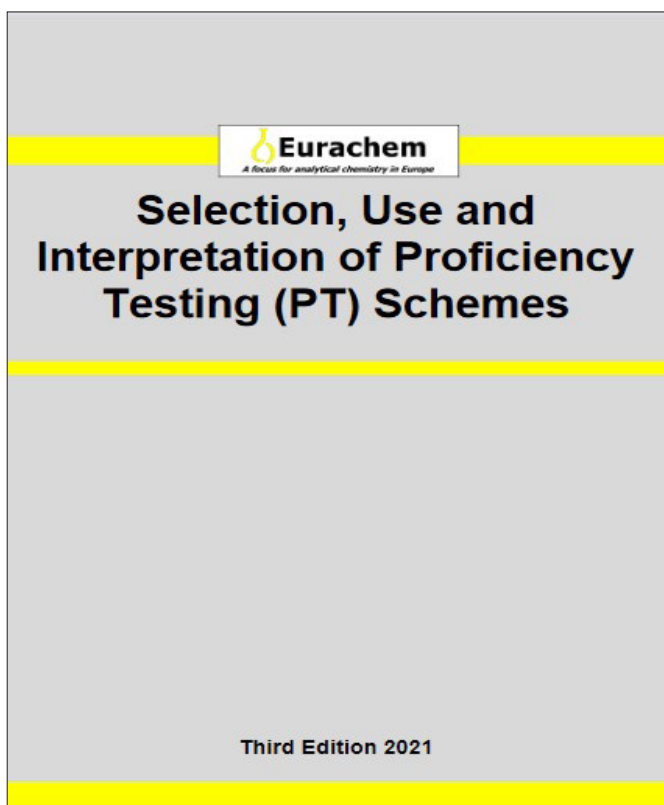 Eurachem
A focus for analytical chemistry in Europe
Selection, Use and
Interpretation of Proficiency
Testing (PT) Schemes
Third Edition 2021